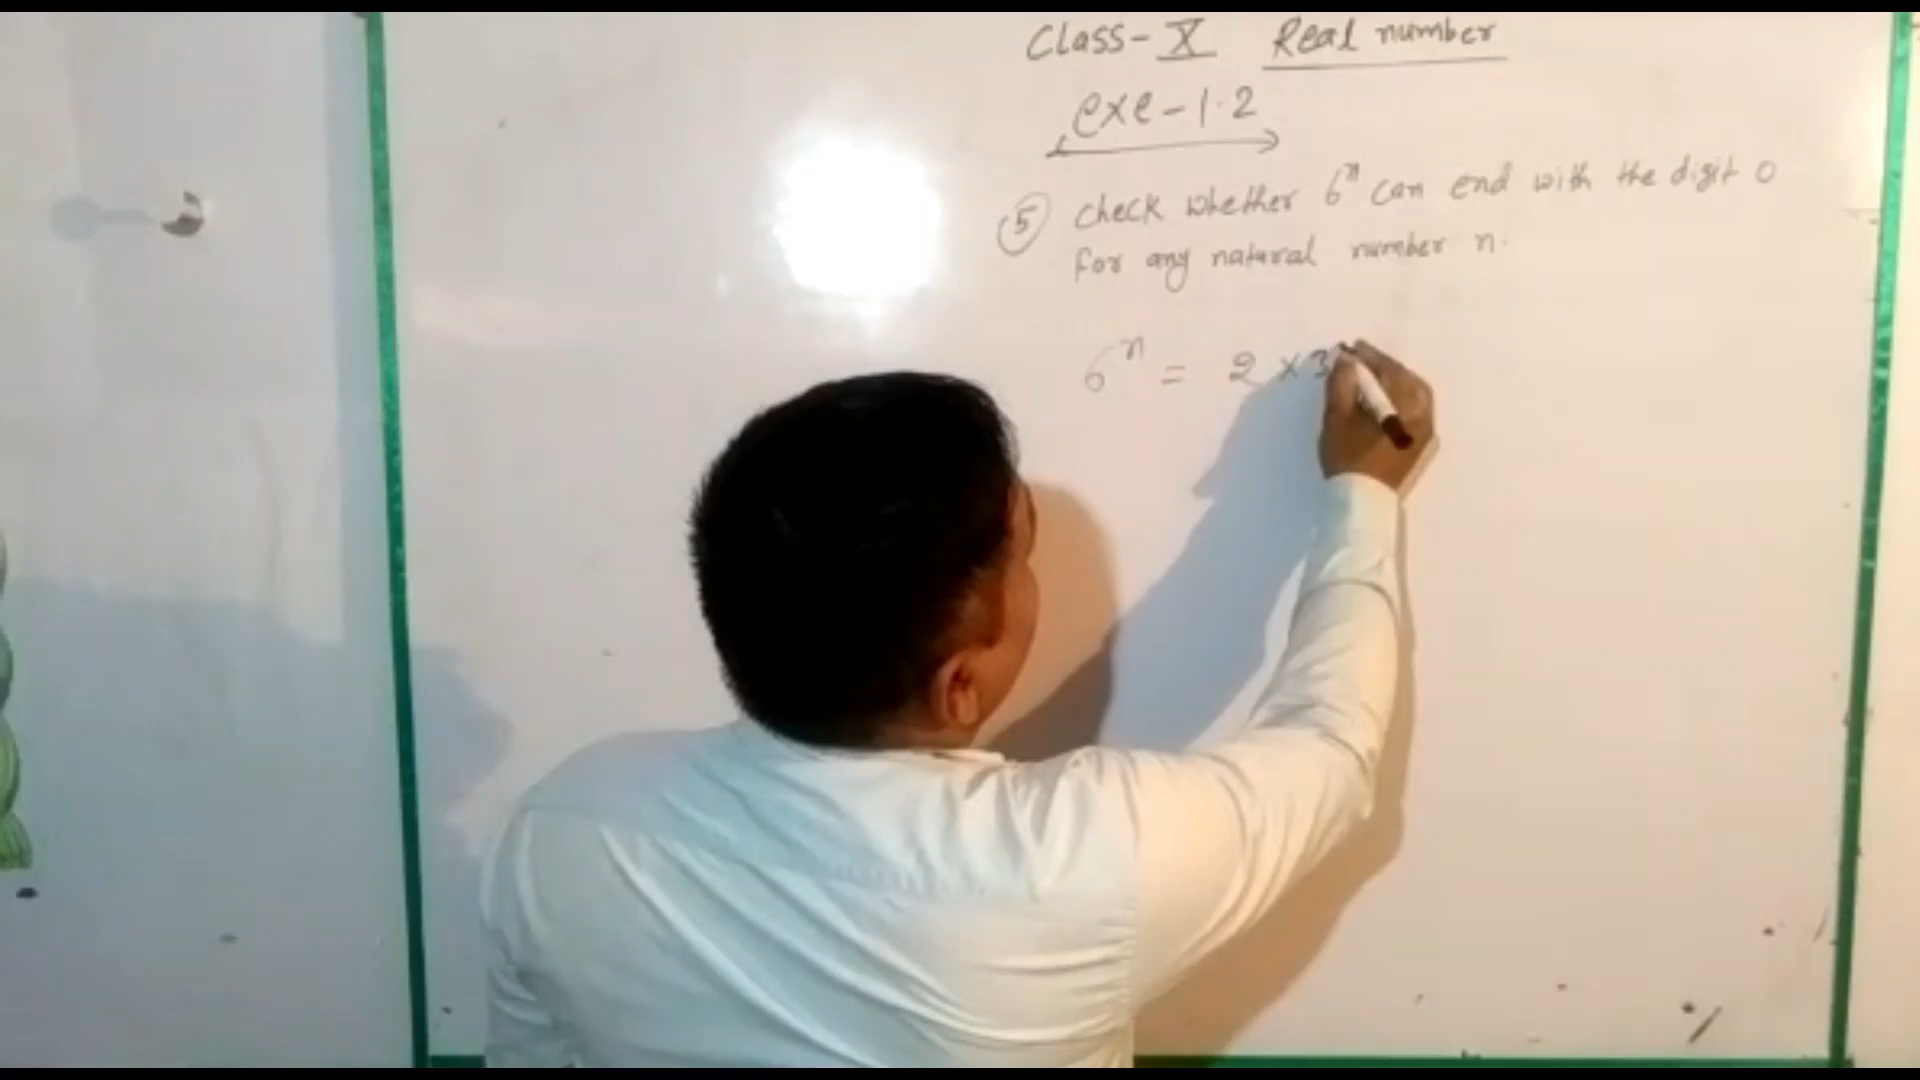 Class-X Real number
exe-1.2
⑤ Check whether 6ⁿ can end with the digit 0
for any natural number n.
6ⁿ = 2 × 3